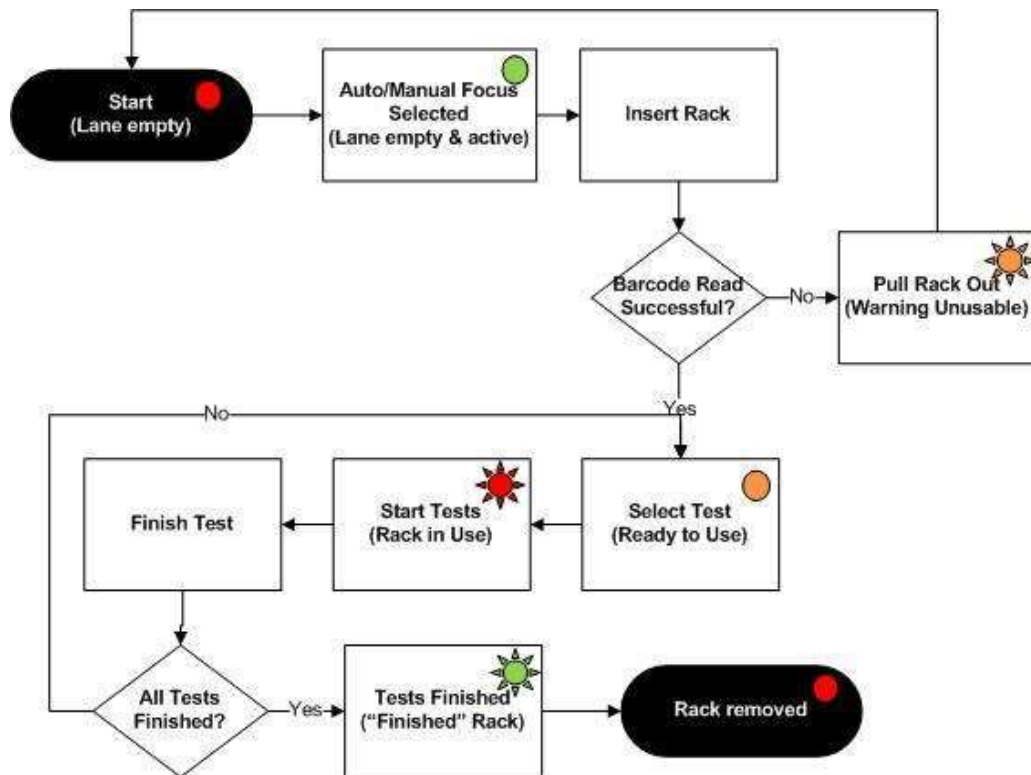 Start
(Lane empty)
Auto/Manual Focus
Selected
(Lane empty & active)
Insert Rack
Barcode Read
Successful?
No
Pull Rack Out
(Warning Unusable)
Yes
No
Finish Test
Start Tests
(Rack in Use)
Select Test
(Ready to Use)
All Tests
Finished?
Yes
Tests Finished
(“Finished” Rack)
Rack removed